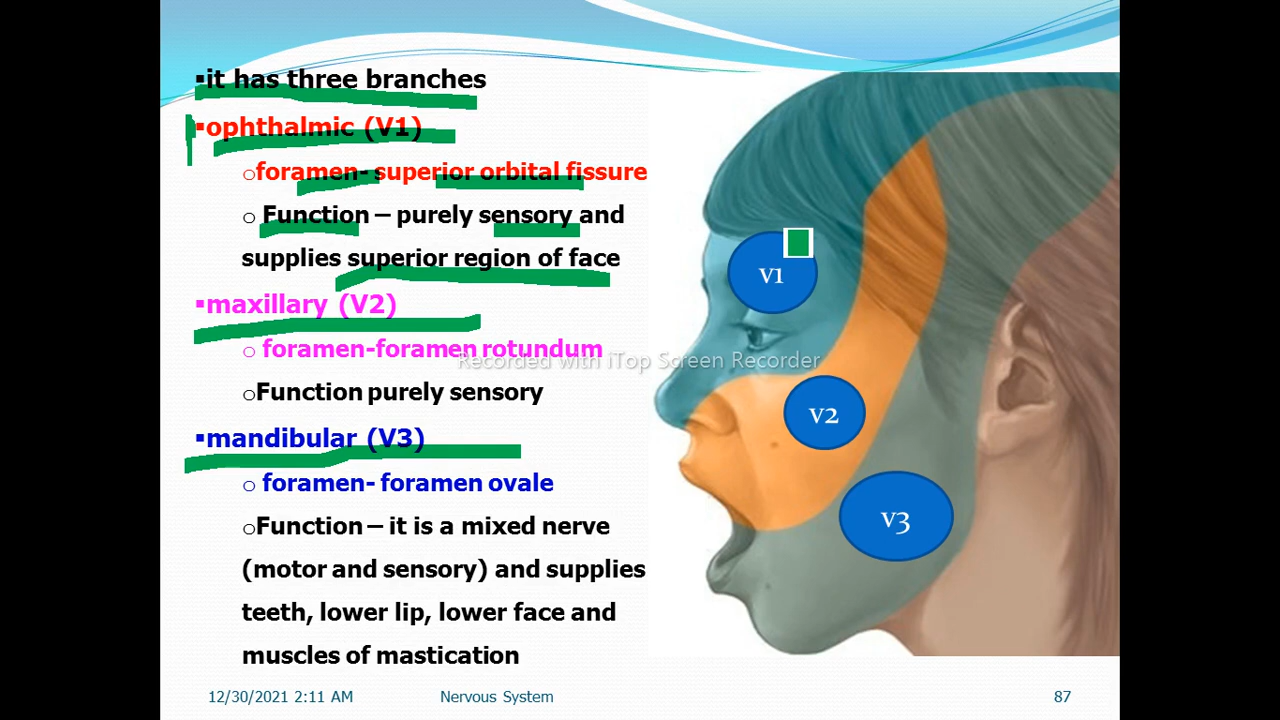 ▪it has three branches
▪ophthalmic (V1)
oforamen- superior orbital fissure
o Function – purely sensory and
supplies superior region of face
▪maxillary (V2)
o foramen-foramen rotundum
Recorded with iTop Screen Recorder
oFunction purely sensory
▪mandibular (V3)
o foramen- foramen ovale
oFunction – it is a mixed nerve
(motor and sensory) and supplies
teeth, lower lip, lower face and
muscles of mastication
v1
v2
v3
12/30/2021 2:11 AM
Nervous System
87